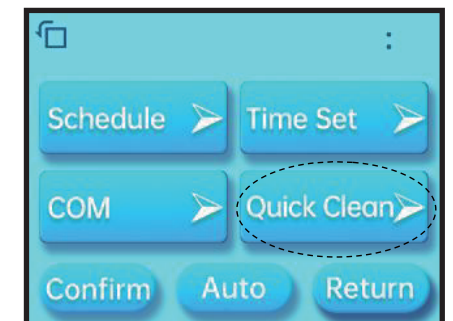 :
Schedule Time Set
COM Quick Clean
Confirm Auto Return